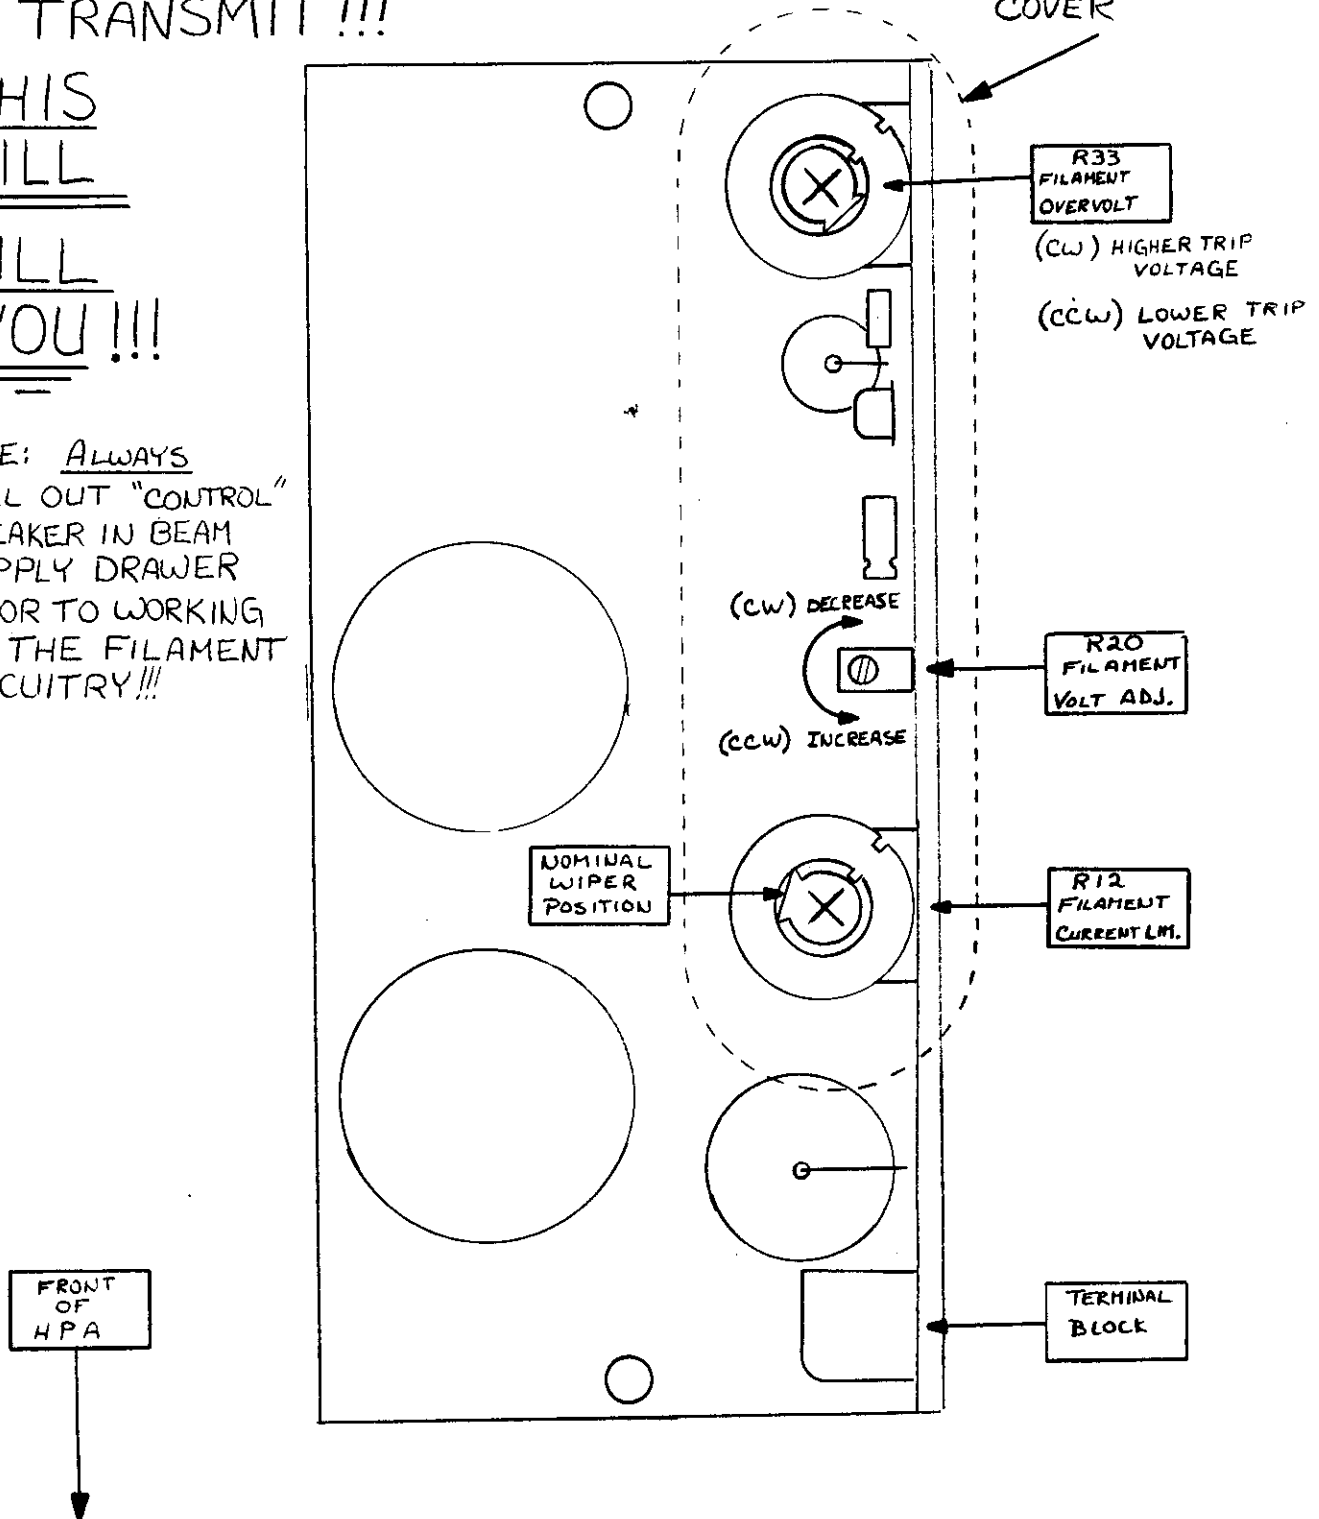 TRANSMIT !!!
HIS
ILL
ILL
YOU !!!
E: ALWAYS
L OUT "CONTROL"
EAKER IN BEAM
PPLY DRAWER
OR TO WORKING
THE FILAMENT
CUITRY!!!
COVER
R33
FILAMENT
OVERVOLT
(CW) HIGHER TRIP
VOLTAGE
(CCW) LOWER TRIP
VOLTAGE
(CW) DECREASE
R20
FILAMENT
VOLT ADJ.
(CCW) INCREASE
NOMINAL
WIPER
POSITION
R12
FILAMENT
CURRENT LIM.
FRONT
OF
HPA
TERMINAL
BLOCK